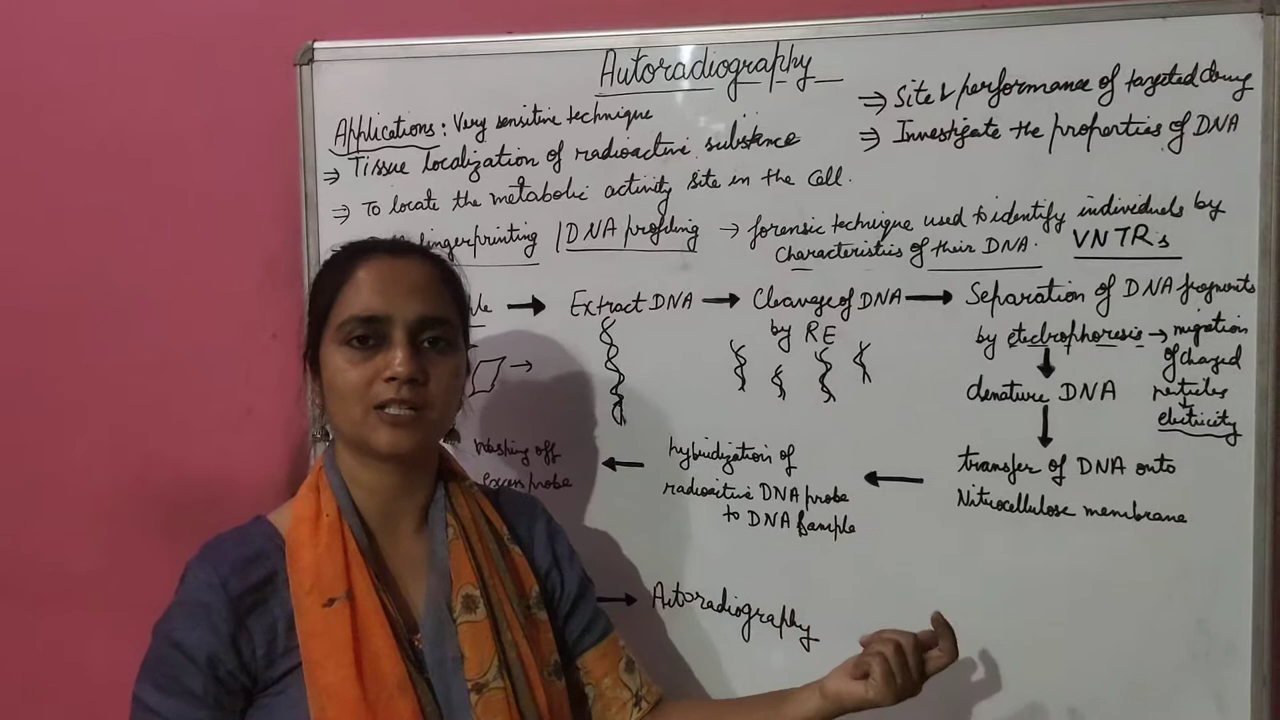 Autoradiography
Applications: Very sensitive technique
⇒ Tissue localization of radioactive substance
⇒ To locate the metabolic activity site in the cell.
⇒ Site & performance of targeted drug
⇒ Investigate the properties of DNA
fingerprinting / DNA profiling → forensic technique used to identify individuals by
characteristics of their DNA. VNTRs
→ Extract DNA → Cleavage of DNA → Separation of DNA fragments
by RE
by electrophoresis → migration
of charged
particles
↓
electricity
denature DNA
transfer of DNA onto
Nitrocellulose membrane
hybridization of
radioactive DNA probe
to DNA Sample
Washing off
excess probe
→ Autoradiography